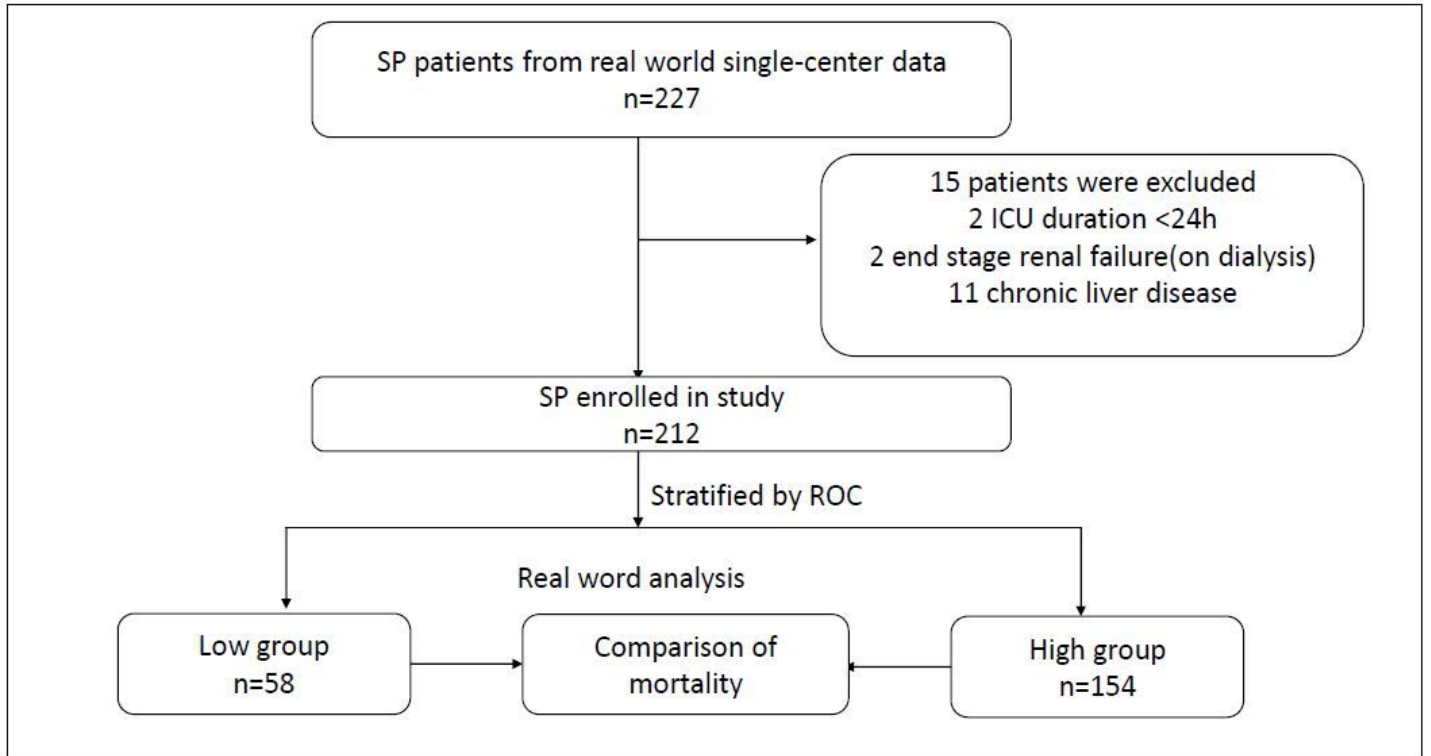 SP patients from real world single-center data
n=227
15 patients were excluded
2 ICU duration <24h
2 end stage renal failure(on dialysis)
11 chronic liver disease
SP enrolled in study
n=212
Stratified by ROC
Real word analysis
Low group
n=58
Comparison of
mortality
High group
n=154